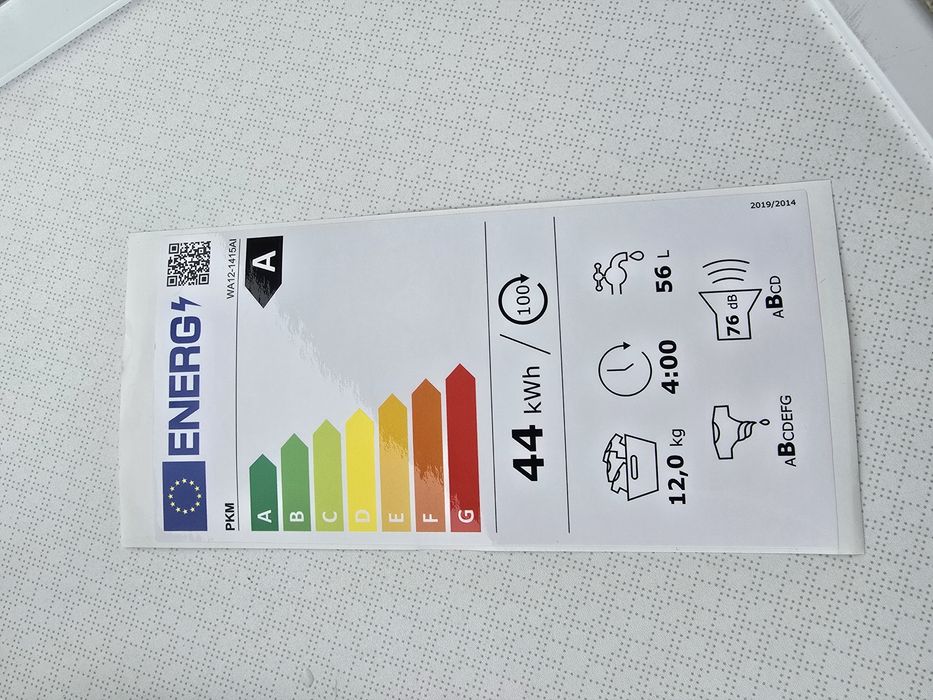 ENERG
PKM
WA12-1415AI
A
A
B
C
D
E
F
G
44 kWh / 100
12,0 kg
4:00
56 L
ABCDEFG
76 dB
ABCD
2019/2014